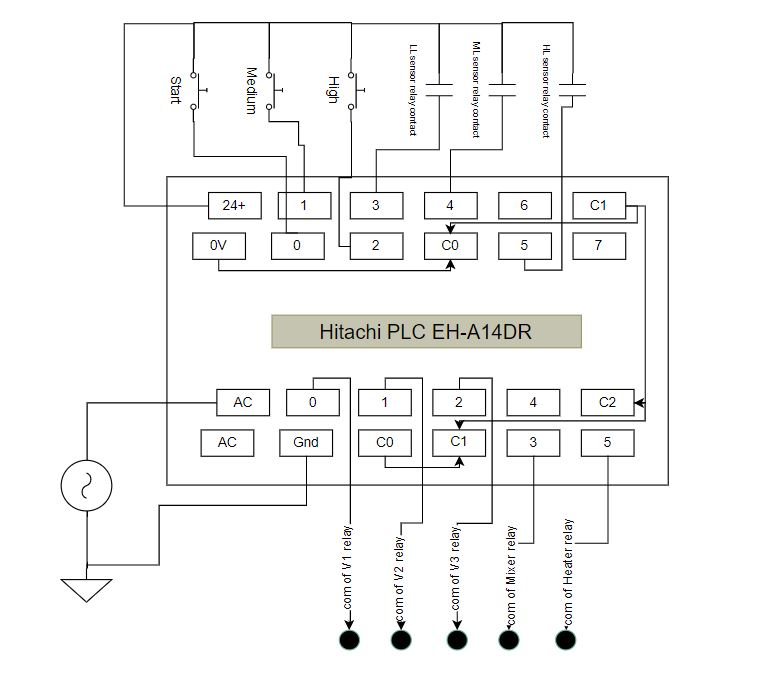 Start
Medium
High
LL sensor relay contact
ML sensor relay contact
HL sensor relay contact
24+
1
3
4
6
C1
0V
0
2
C0
5
7
Hitachi PLC EH-A14DR
AC
0
1
2
4
C2
AC
Gnd
C0
C1
3
5
com of V1 relay
com of V2 relay
com of V3 relay
com of Mixer relay
com of Heater relay